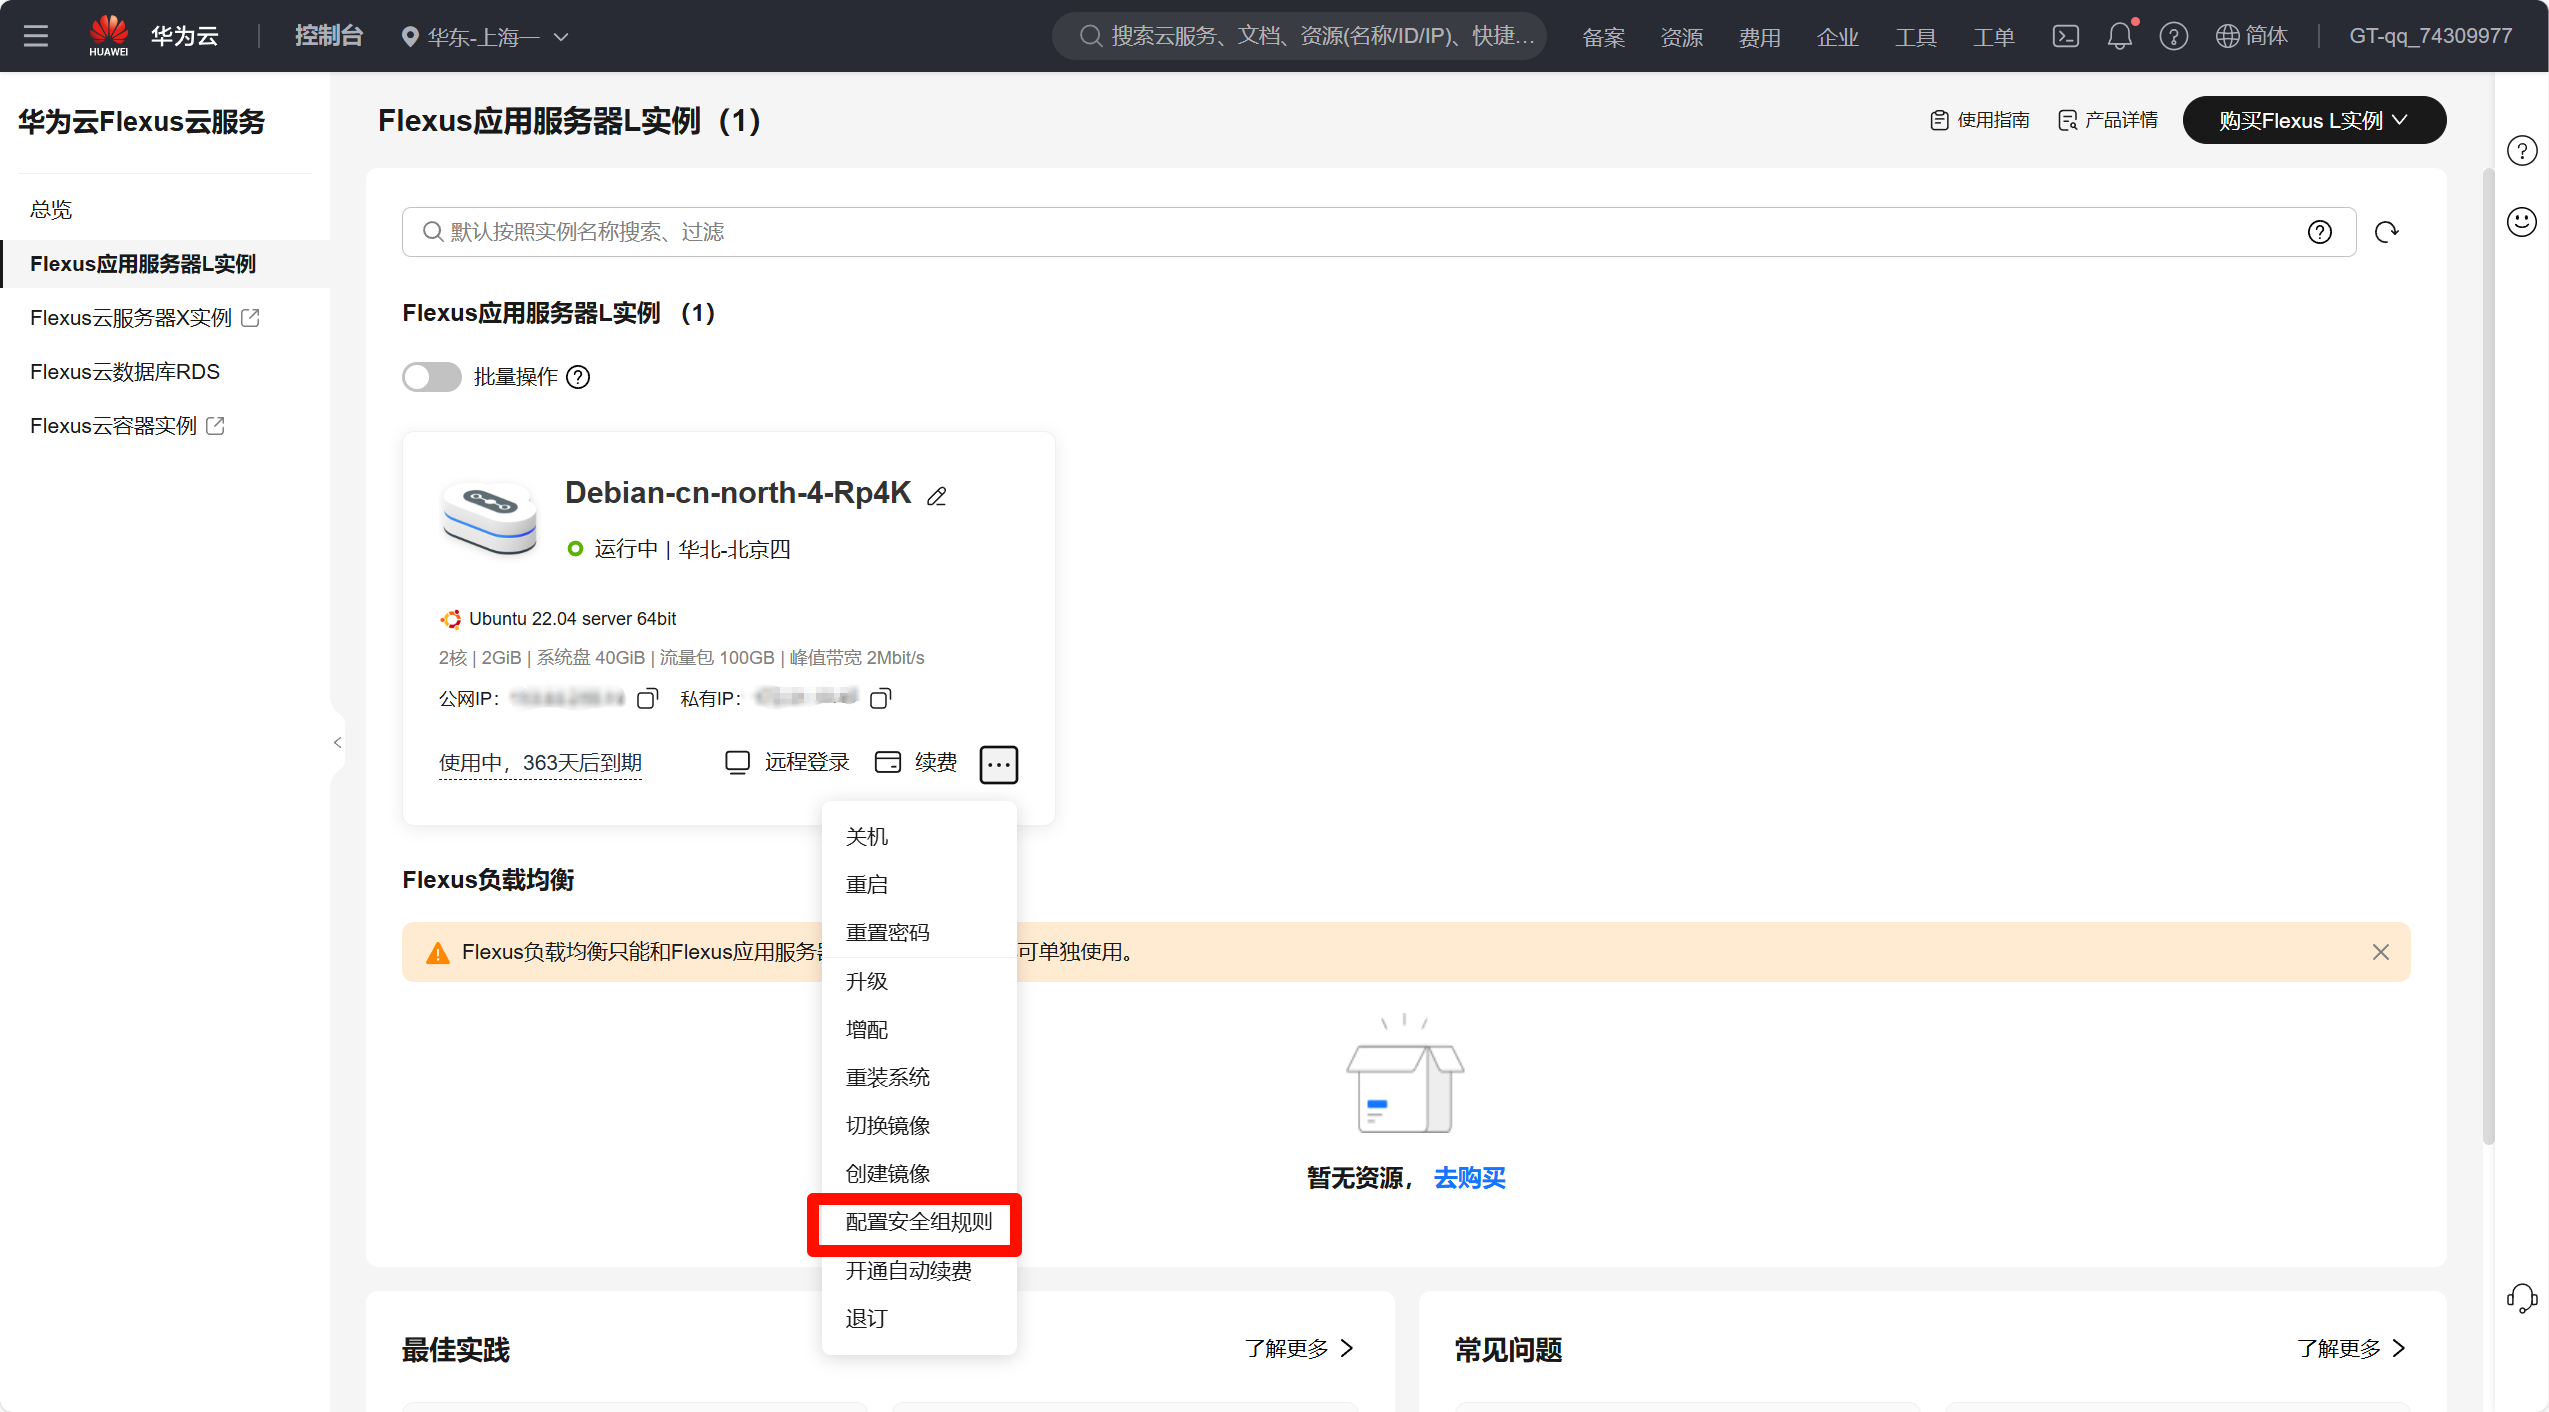 HUAWEI
华为云
控制台
华东-上海一
搜索云服务、文档、资源(名称/ID/IP)、快捷…
备案
资源
费用
企业
工具
工单
简体
GT-qq_74309977
华为云Flexus云服务
总览
Flexus应用服务器L实例
Flexus云服务器X实例
Flexus云数据库RDS
Flexus云容器实例
Flexus应用服务器L实例（1）
使用指南
产品详情
购买Flexus L实例
默认按照实例名称搜索、过滤
Flexus应用服务器L实例 （1）
批量操作
Debian-cn-north-4-Rp4K
运行中 | 华北-北京四
Ubuntu 22.04 server 64bit
2核 | 2GiB | 系统盘 40GiB | 流量包 100GB | 峰值带宽 2Mbit/s
公网IP：
私有IP：
使用中，363天后到期
远程登录
续费
关机
重启
重置密码
升级
增配
重装系统
切换镜像
创建镜像
配置安全组规则
开通自动续费
退订
Flexus负载均衡
Flexus负载均衡只能和Flexus应用服务
可单独使用。
暂无资源，去购买
最佳实践
了解更多
常见问题
了解更多